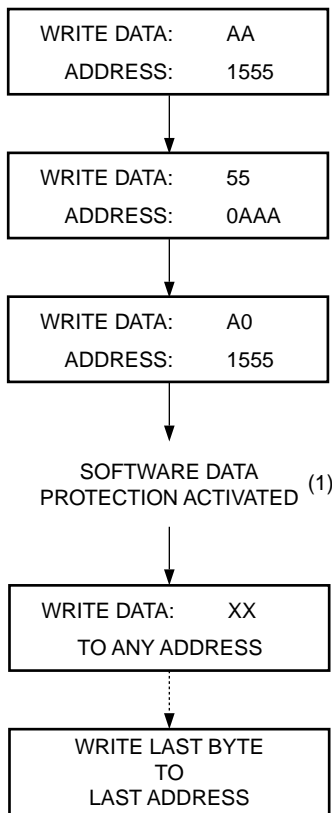 WRITE DATA: AA
ADDRESS: 1555
WRITE DATA: 55
ADDRESS: 0AAA
WRITE DATA: A0
ADDRESS: 1555
SOFTWARE DATA
PROTECTION ACTIVATED (1)
WRITE DATA: XX
TO ANY ADDRESS
WRITE LAST BYTE
TO
LAST ADDRESS